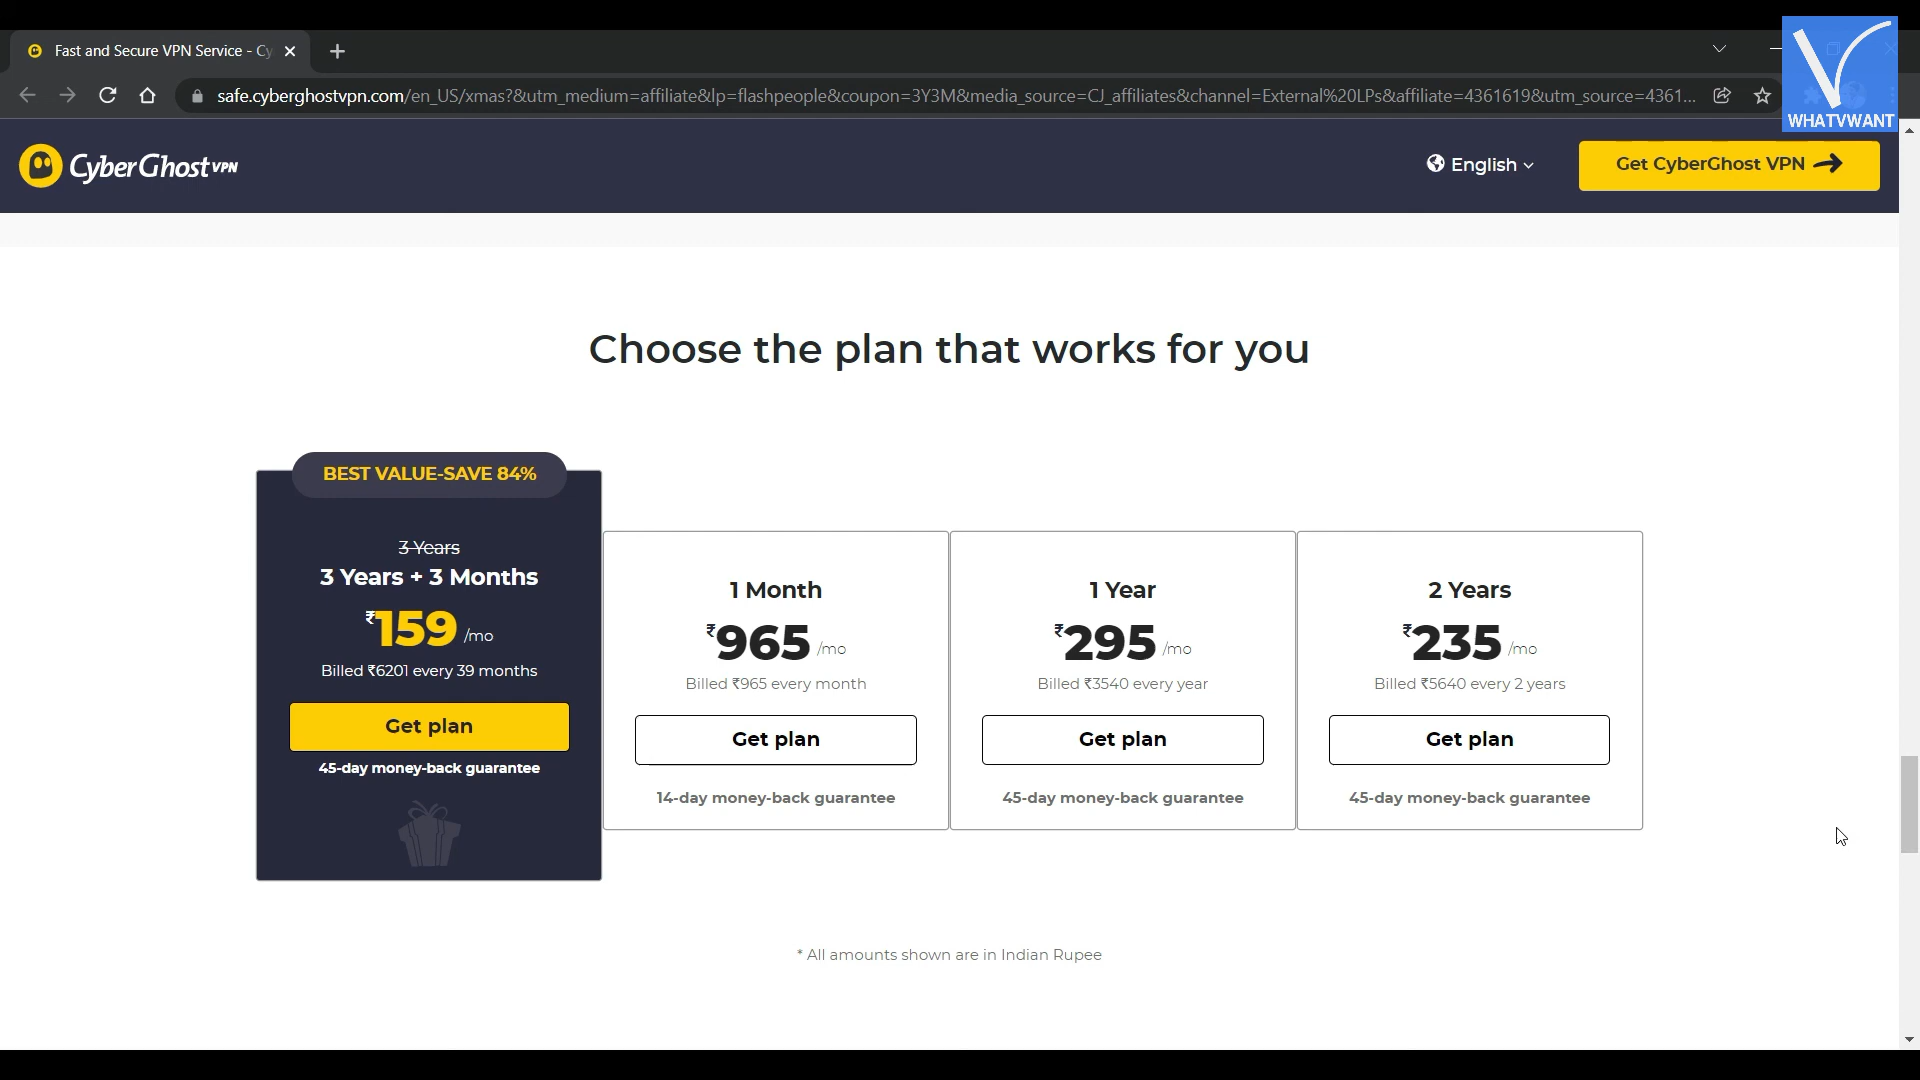 Fast and Secure VPN Service - Cy
safe.cyberghostvpn.com/en_US/xmas?&utm_medium=affiliate&lp=flashpeople&coupon=3Y3M&media_source=CJ_affiliates&channel=External%20LPs&affiliate=4361619&utm_source=4361...
WHATVWANT
CyberGhost VPN
English
Get CyberGhost VPN
Choose the plan that works for you
BEST VALUE-SAVE 84%
3 Years
3 Years + 3 Months
₹159 /mo
Billed ₹6201 every 39 months
Get plan
45-day money-back guarantee
1 Month
₹965 /mo
Billed ₹965 every month
Get plan
14-day money-back guarantee
1 Year
₹295 /mo
Billed ₹3540 every year
Get plan
45-day money-back guarantee
2 Years
₹235 /mo
Billed ₹5640 every 2 years
Get plan
45-day money-back guarantee
* All amounts shown are in Indian Rupee